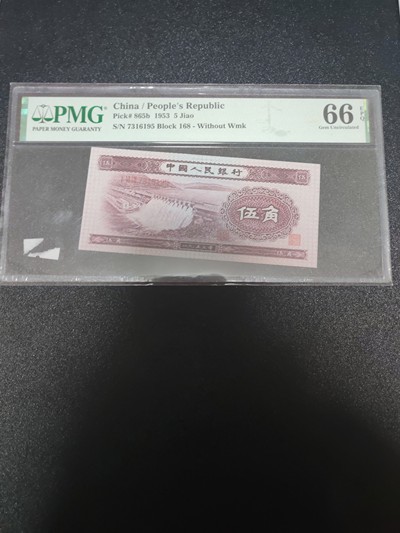 PMG
PAPER MONEY GUARANTY
China / People's Republic
Pick# 865b 1953 5 Jiao
S/N 7316195 Block 168 - Without Wmk
66 EPQ
Gem Uncirculated
中國人民銀行
伍角